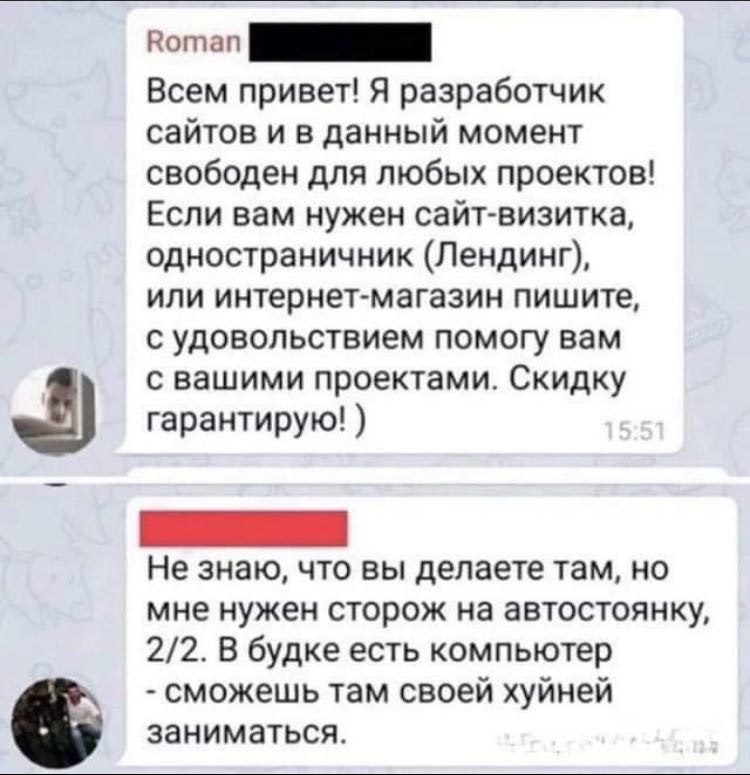 Roman
Всем привет! Я разработчик
сайтов и в данный момент
свободен для любых проектов!
Если вам нужен сайт-визитка,
одностраничник (Лендинг),
или интернет-магазин пишите,
с удовольствием помогу вам
с вашими проектами. Скидку
гарантирую! )
15:51
Не знаю, что вы делаете там, но
мне нужен сторож на автостоянку,
2/2. В будке есть компьютер
- сможешь там своей хуйней
заниматься.